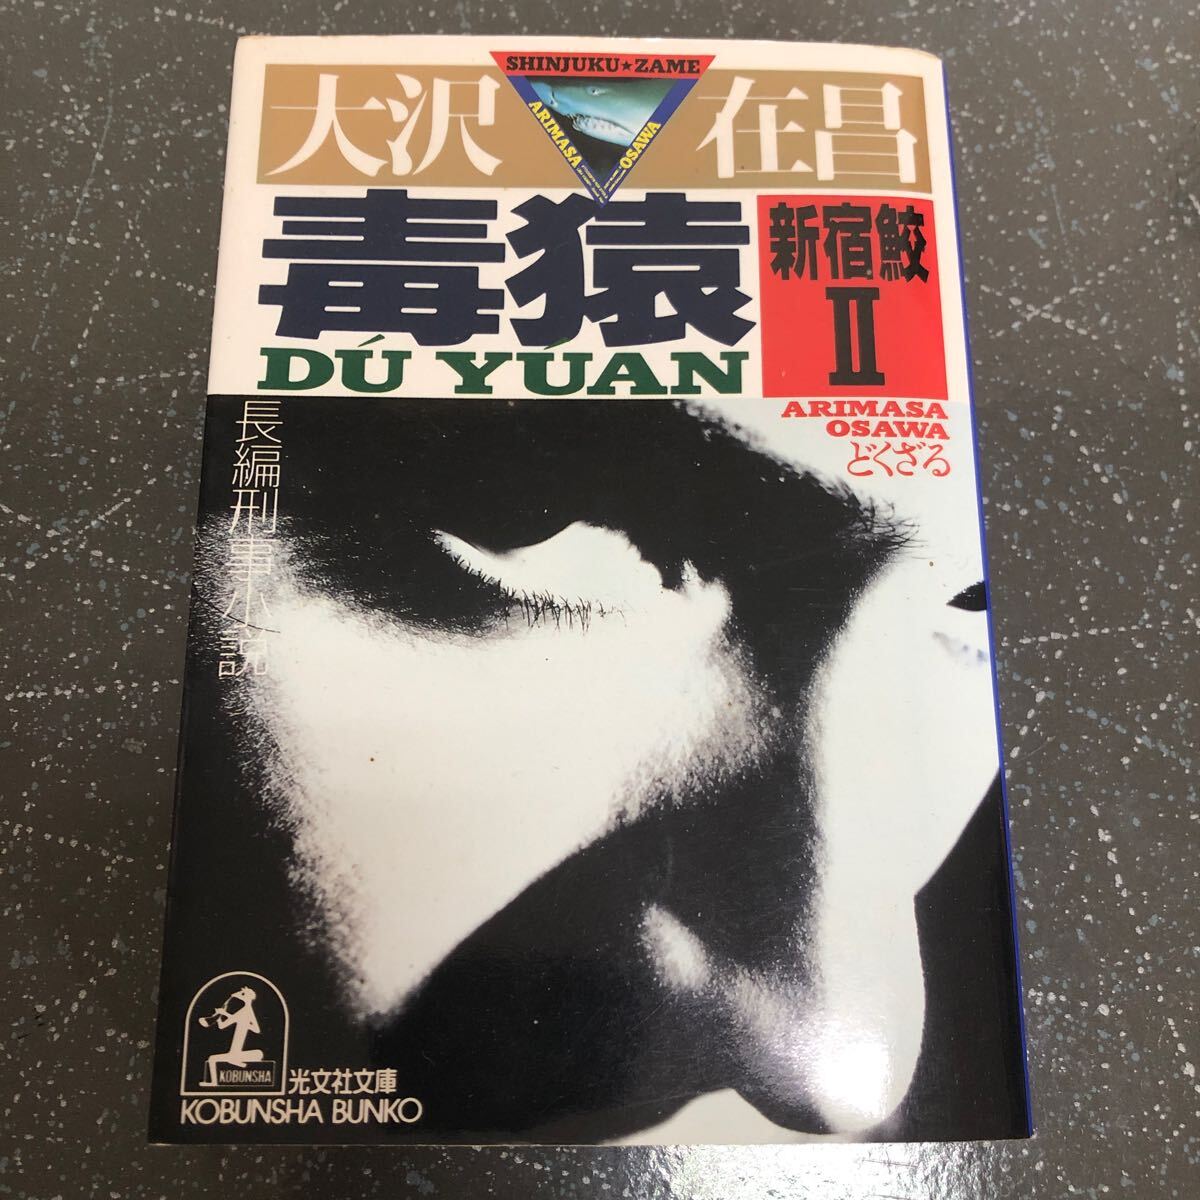 SHINJUKU★ZAME
大沢 在昌
ARIMASA OSAWA
毒猿
DÚ YÚAN
新宿鮫
II
ARIMASA
OSAWA
どくざる
長編刑事小説
KOBUNSHA
光文社文庫
KOBUNSHA BUNKO